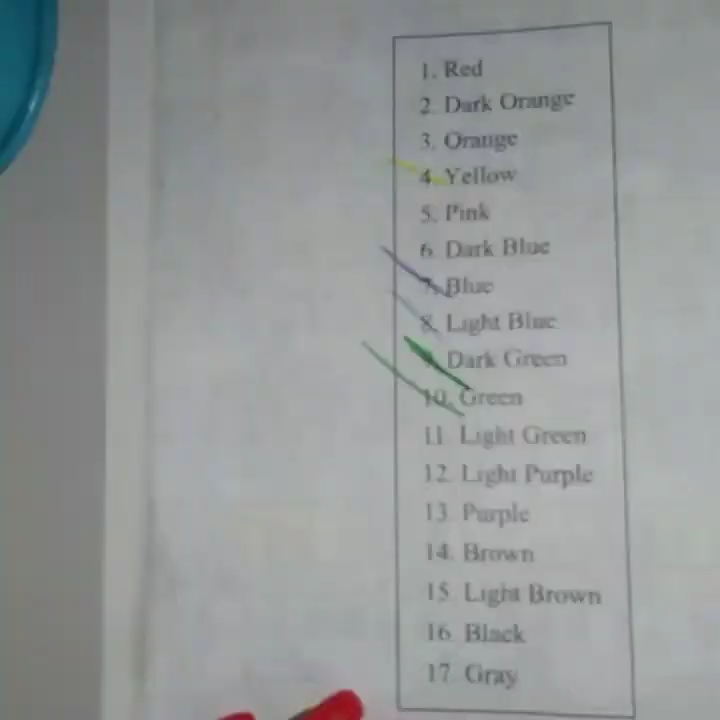 1. Red
2. Dark Orange
3. Orange
4. Yellow
5. Pink
6. Dark Blue
7. Blue
8. Light Blue
9. Dark Green
10. Green
11. Light Green
12. Light Purple
13. Purple
14. Brown
15. Light Brown
16. Black
17. Gray